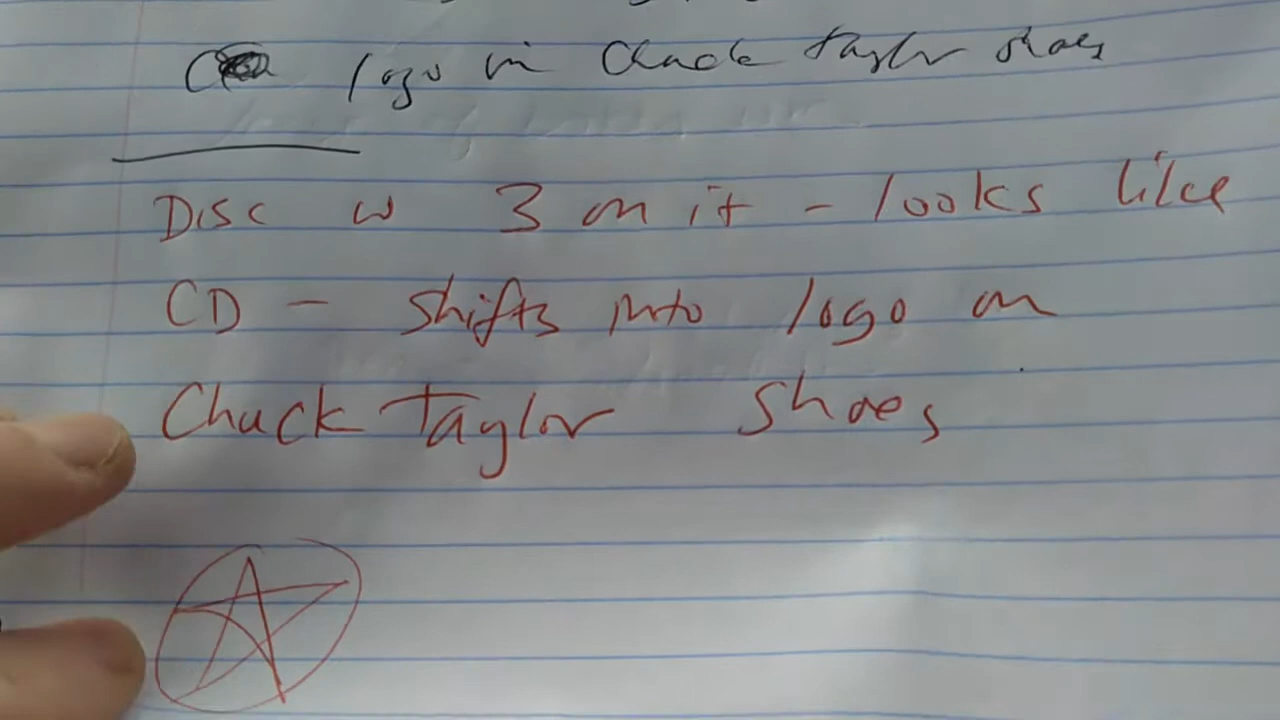 logo in Chuck Taylor shoes
Disc w 3 on it - looks like
CD - shifts into logo on
Chuck Taylor shoes